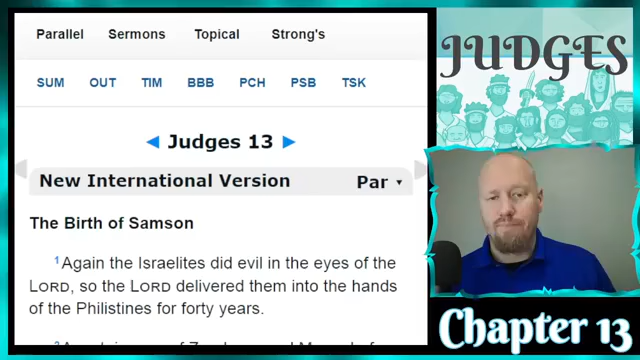 Parallel Sermons Topical Strong's
SUM OUT TIM BBB PCH PSB TSK
◄ Judges 13 ►
New International Version Par ▾
The Birth of Samson
1Again the Israelites did evil in the eyes of the
LORD, so the LORD delivered them into the hands
of the Philistines for forty years.
JUDGES
Chapter 13